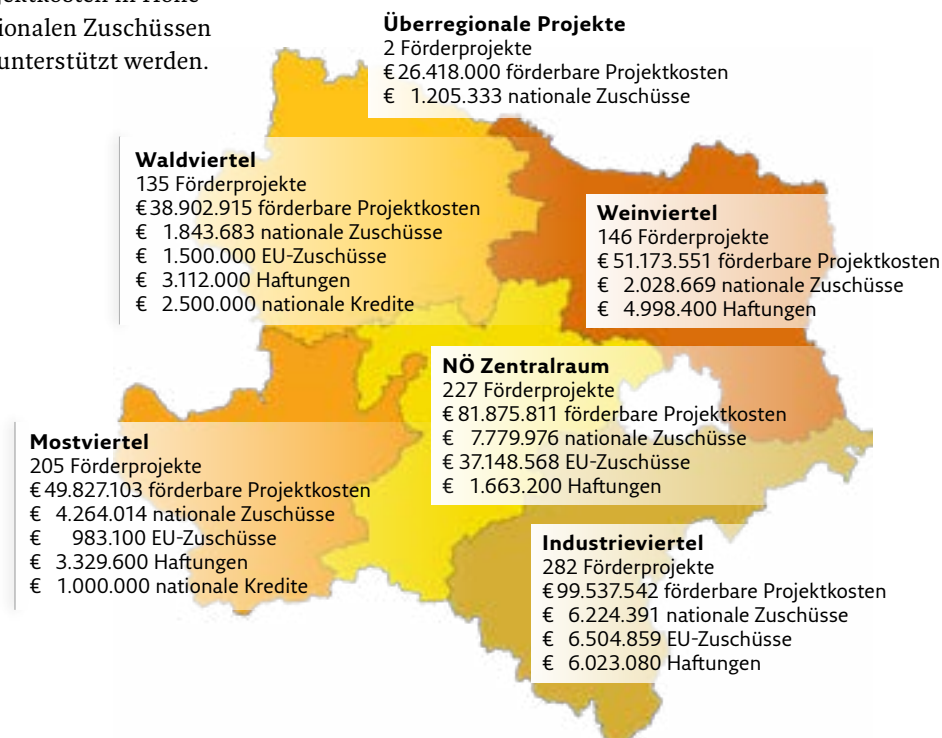 ionalen Zuschüssen
unterstützt werden.
Überregionale Projekte
2 Förderprojekte
€ 26.418.000 förderbare Projektkosten
€ 1.205.333 nationale Zuschüsse
Waldviertel
135 Förderprojekte
€ 38.902.915 förderbare Projektkosten
€ 1.843.683 nationale Zuschüsse
€ 1.500.000 EU-Zuschüsse
€ 3.112.000 Haftungen
€ 2.500.000 nationale Kredite
Weinviertel
146 Förderprojekte
€ 51.173.551 förderbare Projektkosten
€ 2.028.669 nationale Zuschüsse
€ 4.998.400 Haftungen
NÖ Zentralraum
227 Förderprojekte
€ 81.875.811 förderbare Projektkosten
€ 7.779.976 nationale Zuschüsse
€ 37.148.568 EU-Zuschüsse
€ 1.663.200 Haftungen
Mostviertel
205 Förderprojekte
€ 49.827.103 förderbare Projektkosten
€ 4.264.014 nationale Zuschüsse
€ 983.100 EU-Zuschüsse
€ 3.329.600 Haftungen
€ 1.000.000 nationale Kredite
Industrieviertel
282 Förderprojekte
€ 99.537.542 förderbare Projektkosten
€ 6.224.391 nationale Zuschüsse
€ 6.504.859 EU-Zuschüsse
€ 6.023.080 Haftungen